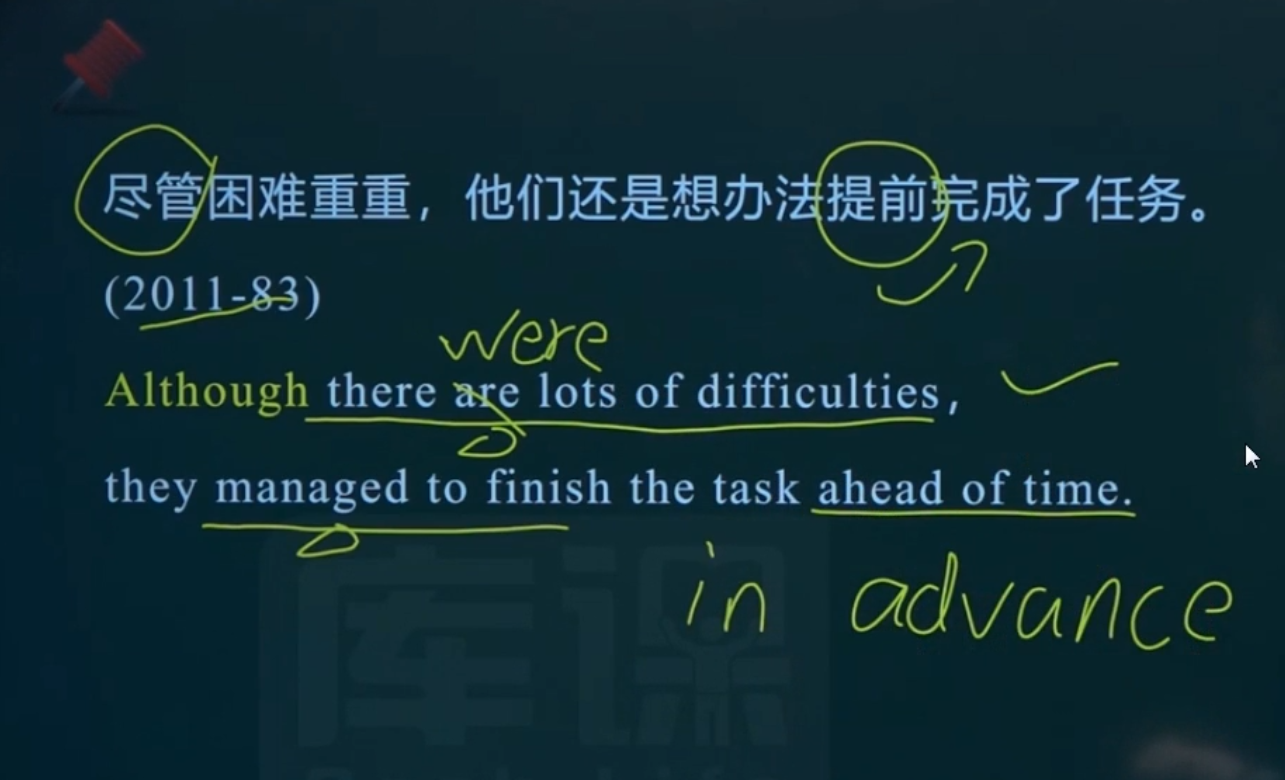 尽管困难重重，他们还是想办法提前完成了任务。
(2011-83)
were
Although there are lots of difficulties,
they managed to finish the task ahead of time.
in advance
库课